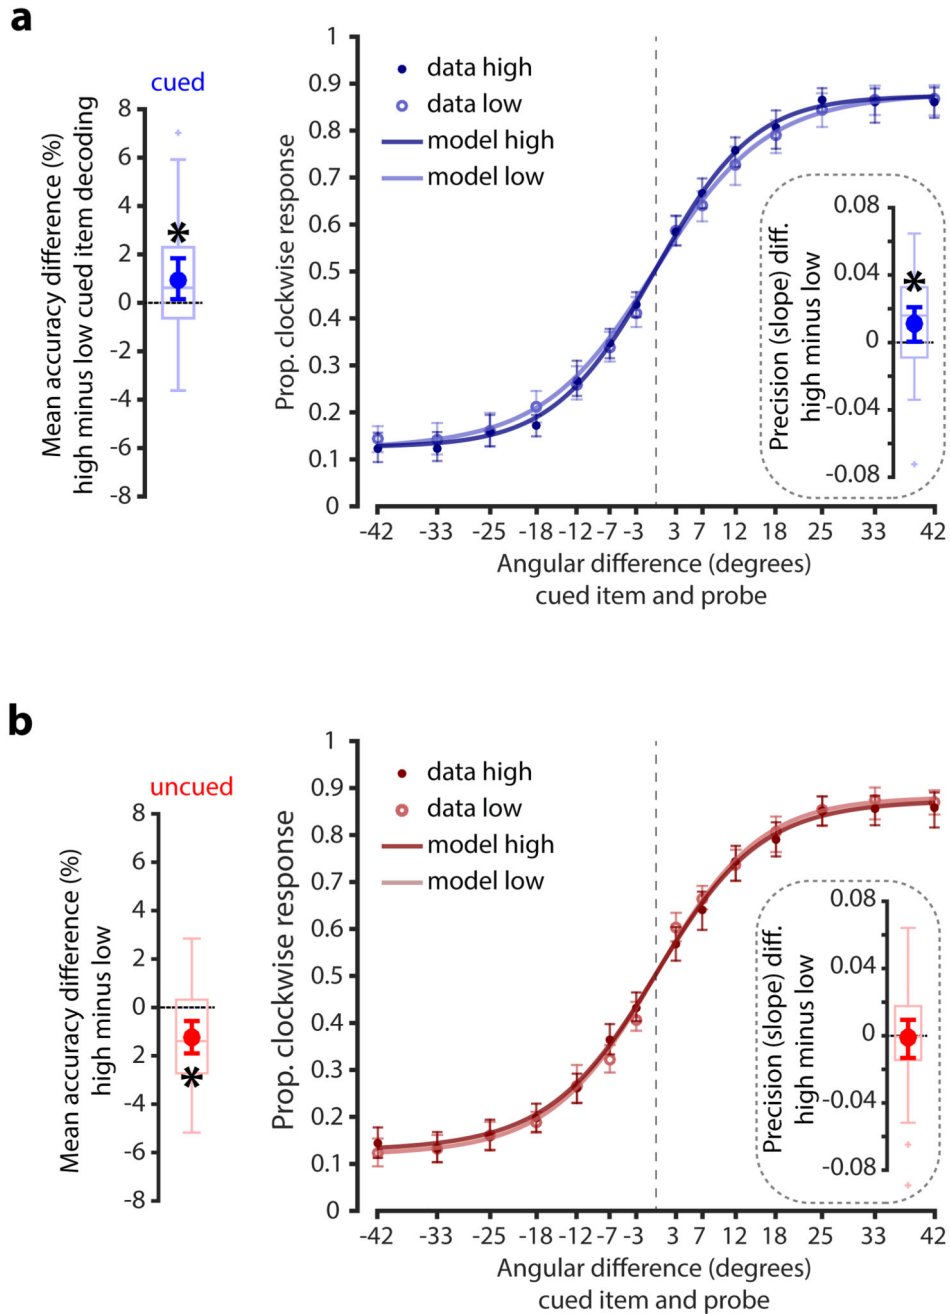 a
cued
Mean accuracy difference (%)
high minus low cued item decoding
8
6
4
2
0
-2
-4
-6
-8
*
Prop. clockwise response
1
0.9
0.8
0.7
0.6
0.5
0.4
0.3
0.2
0.1
0
data high
data low
model high
model low
Precision (slope) diff.
high minus low
0.08
0.04
0
-0.04
-0.08
*
-42 -33 -25 -18 -12 -7 -3 3 7 12 18 25 33 42
Angular difference (degrees)
cued item and probe
b
uncued
Mean accuracy difference (%)
high minus low
8
6
4
2
0
-2
-4
-6
-8
*
Prop. clockwise response
1
0.9
0.8
0.7
0.6
0.5
0.4
0.3
0.2
0.1
0
data high
data low
model high
model low
Precision (slope) diff.
high minus low
0.08
0.04
0
-0.04
-0.08
-42 -33 -25 -18 -12 -7 -3 3 7 12 18 25 33 42
Angular difference (degrees)
cued item and probe